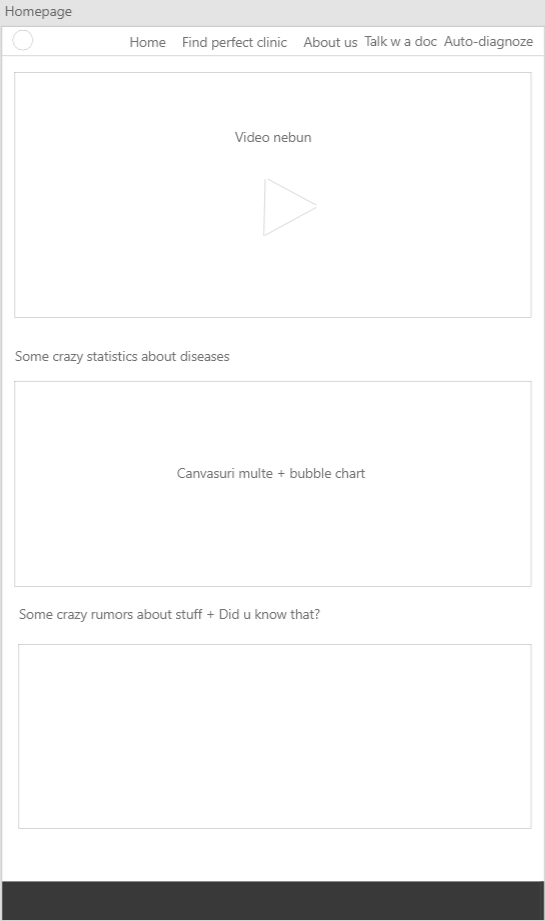 Homepage
Home Find perfect clinic About us Talk w a doc Auto-diagnoze
Video nebun
Some crazy statistics about diseases
Canvasuri multe + bubble chart
Some crazy rumors about stuff + Did u know that?